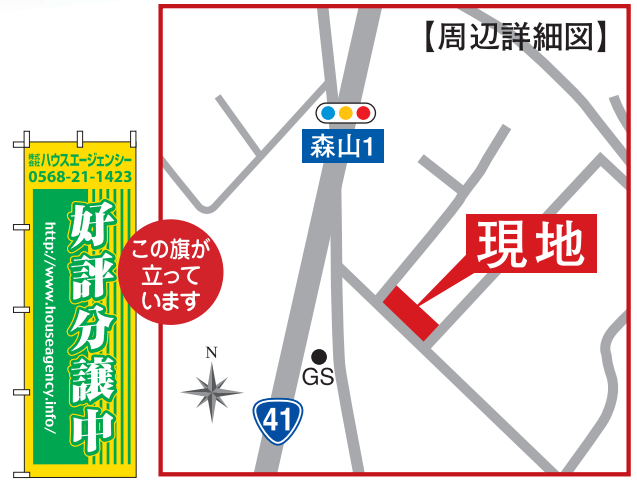 【周辺詳細図】
森山1
現地
GS
N
41
株式会社ハウスエージェンシー
0568-21-1423
好評分譲中
http://www.houseagency.info/
この旗が
立って
います